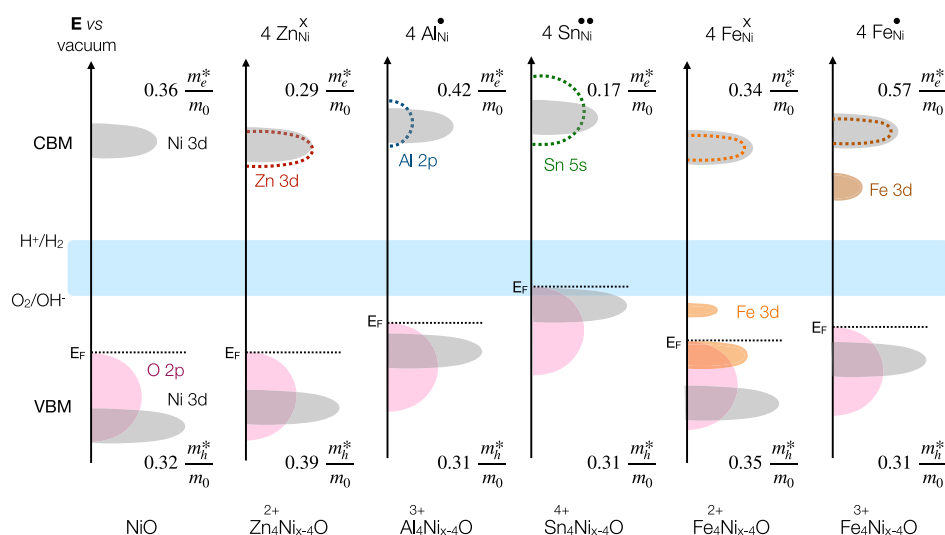 E vs
vacuum
4 Zn Ni x
4 Al Ni •
4 Sn Ni ••
4 Fe Ni x
4 Fe Ni •
0.36 m*e/m0
0.29 m*e/m0
0.42 m*e/m0
0.17 m*e/m0
0.34 m*e/m0
0.57 m*e/m0
CBM
Ni 3d
Zn 3d
Al 2p
Sn 5s
Fe 3d
H+/H2
O2/OH-
EF
EF
EF
EF
EF
EF
Fe 3d
O 2p
Ni 3d
VBM
0.32 m*h/m0
0.39 m*h/m0
0.31 m*h/m0
0.31 m*h/m0
0.35 m*h/m0
0.31 m*h/m0
NiO
2+
Zn4Nix-4O
3+
Al4Nix-4O
4+
Sn4Nix-4O
2+
Fe4Nix-4O
3+
Fe4Nix-4O